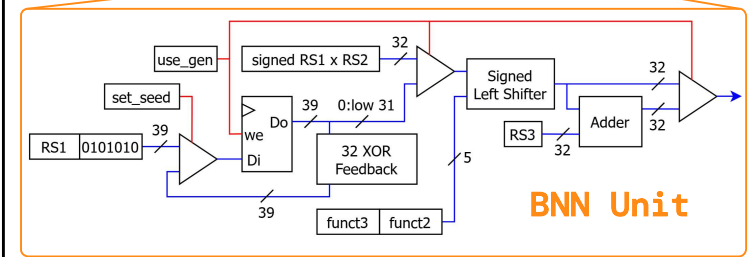 use_gen
signed RS1 x RS2
32
set_seed
RS1 0101010
39
we
Do
Di
39
0:low 31
32 XOR
Feedback
39
funct3 funct2
5
Signed
Left Shifter
RS3
32
Adder
32
32
BNN Unit